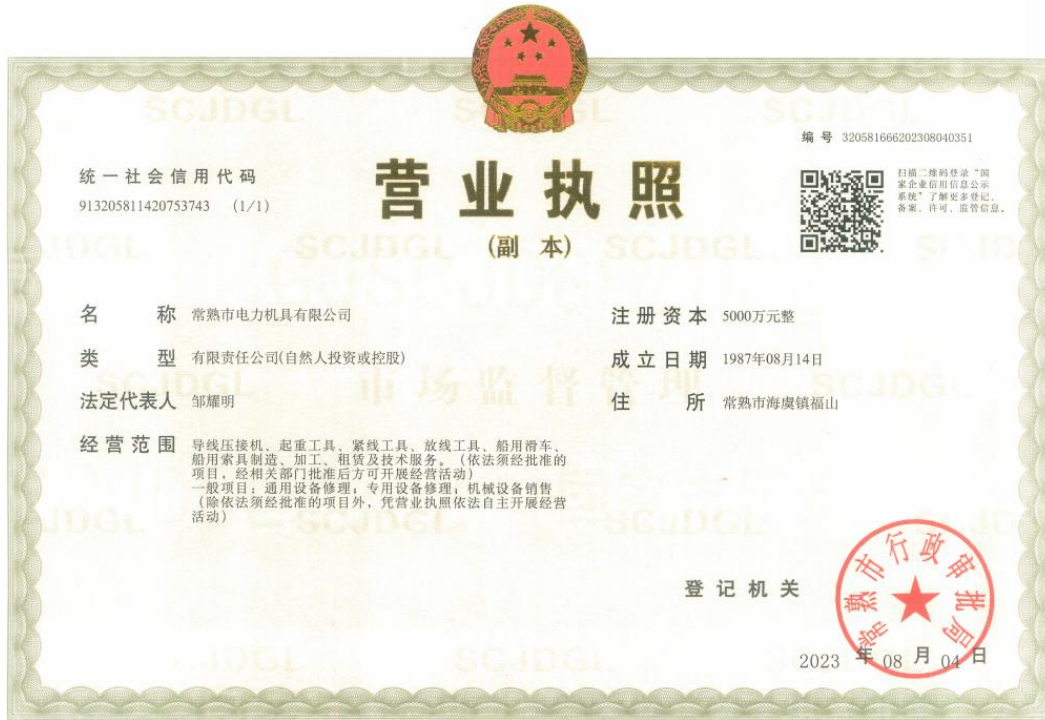 编 号 320581666202308040351
统一社会信用代码
913205811420753743 (1/1)
营业执照
(副 本)
扫描二维码登录“国
家企业信用信息公示
系统”了解更多登记、
备案、许可、监管信息。
名 称 常熟市电力机具有限公司
类 型 有限责任公司(自然人投资或控股)
法定代表人 邹耀明
经营范围 导线压接机、起重工具、紧线工具、放线工具、船用滑车、
船用索具制造、加工、租赁及技术服务。(依法须经批准的
项目，经相关部门批准后方可开展经营活动)
一般项目：通用设备修理；专用设备修理；机械设备销售
(除依法须经批准的项目外，凭营业执照依法自主开展经营
活动)
注册资本 5000万元整
成立日期 1987年08月14日
住 所 常熟市海虞镇福山
市场监督管理
SCJDGL
登记机关
常熟市行政审批局
2023 年 08 月 04 日